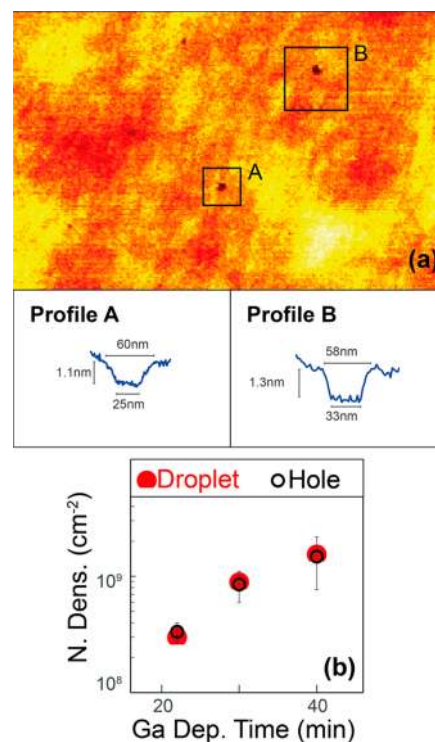 B
A
(a)
Profile A
60nm
1.1nm
25nm
Profile B
58nm
1.3nm
33nm
Droplet Hole
N. Dens. (cm-2)
10⁹
10⁸
(b)
20 40
Ga Dep. Time (min)